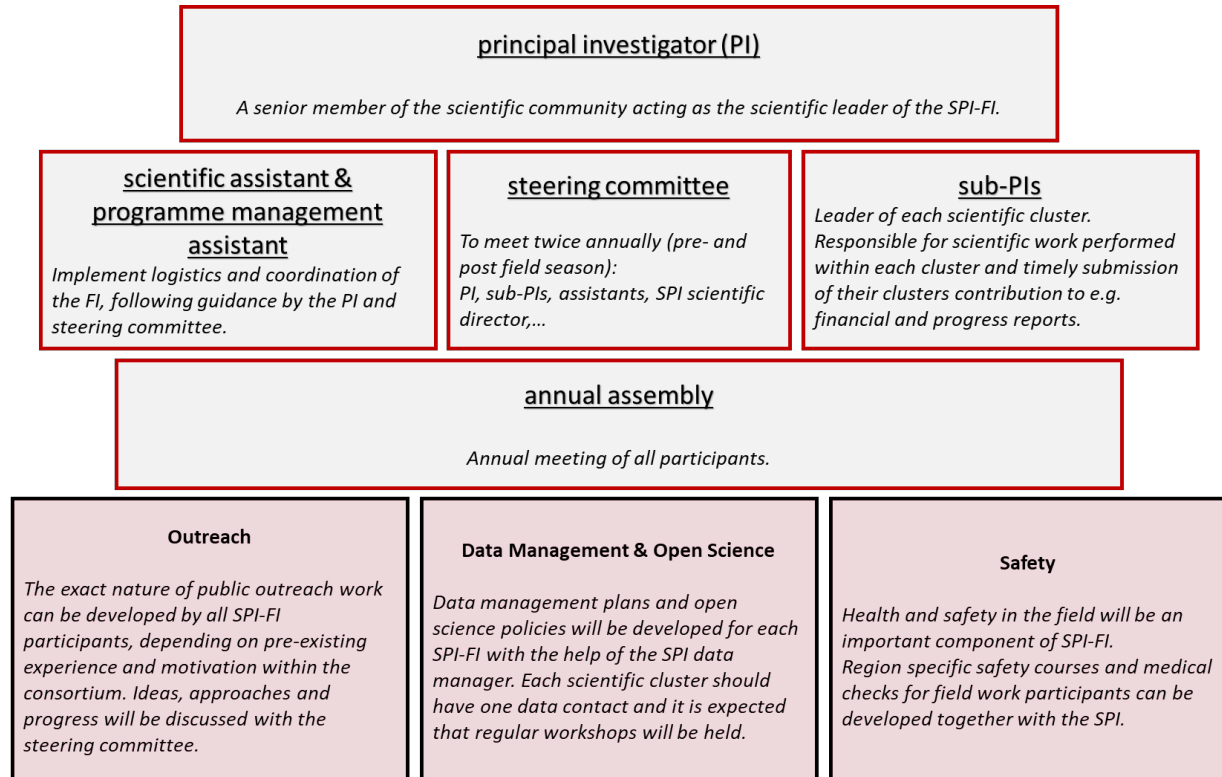 principal investigator (PI)
A senior member of the scientific community acting as the scientific leader of the SPI-FI.
scientific assistant &
programme management
assistant
Implement logistics and coordination of
the FI, following guidance by the PI and
steering committee.
steering committee
To meet twice annually (pre- and
post field season):
PI, sub-PIs, assistants, SPI scientific
director,...
sub-PIs
Leader of each scientific cluster.
Responsible for scientific work performed
within each cluster and timely submission
of their clusters contribution to e.g.
financial and progress reports.
annual assembly
Annual meeting of all participants.
Outreach
The exact nature of public outreach work
can be developed by all SPI-FI
participants, depending on pre-existing
experience and motivation within the
consortium. Ideas, approaches and
progress will be discussed with the
steering committee.
Data Management & Open Science
Data management plans and open
science policies will be developed for each
SPI-FI with the help of the SPI data
manager. Each scientific cluster should
have one data contact and it is expected
that regular workshops will be held.
Safety
Health and safety in the field will be an
important component of SPI-FI.
Region specific safety courses and medical
checks for field work participants can be
developed together with the SPI.